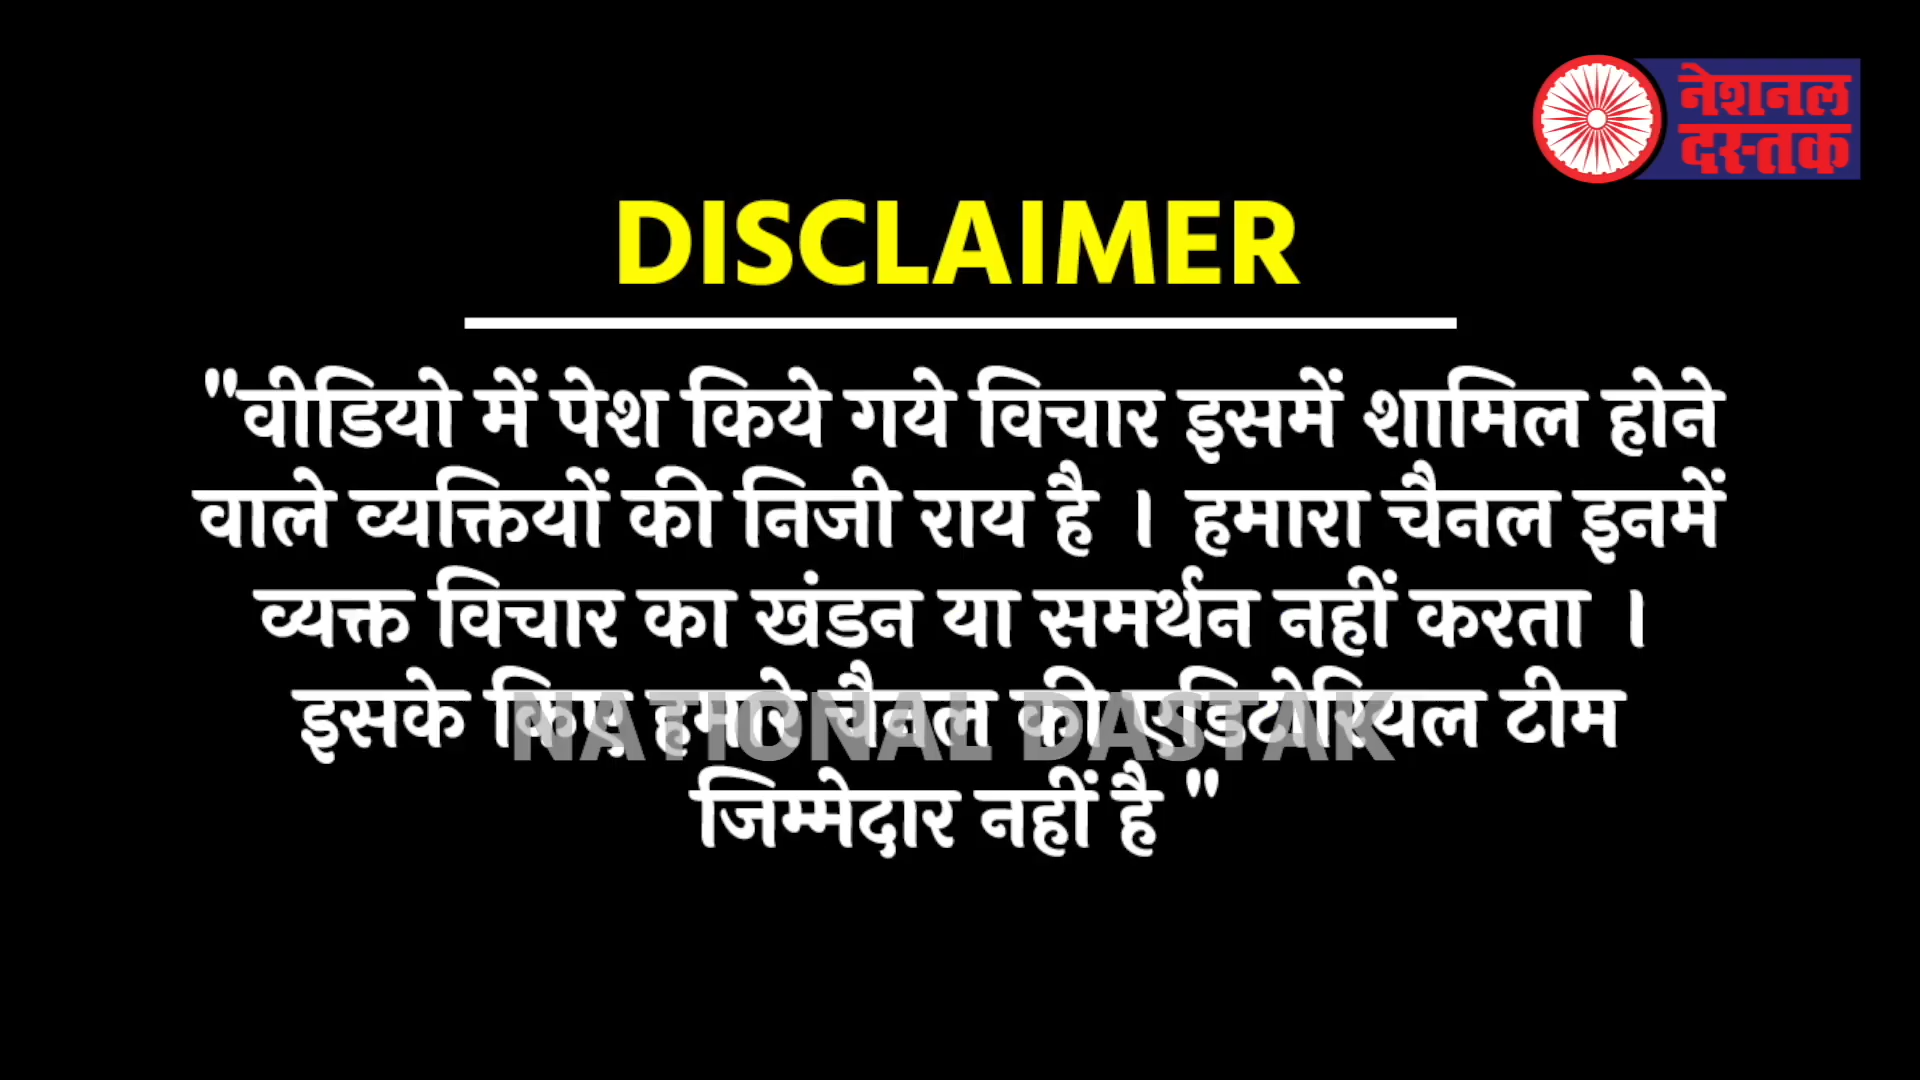 नेशनल
दस्तक
DISCLAIMER
"वीडियो में पेश किये गये विचार इसमें शामिल होने
वाले व्यक्तियों की निजी राय है । हमारा चैनल इनमें
व्यक्त विचार का खंडन या समर्थन नहीं करता ।
इसके किए हमारे चैनल की एडिटोरियल टीम
NATIONAL DASTAK
जिम्मेदार नहीं है "